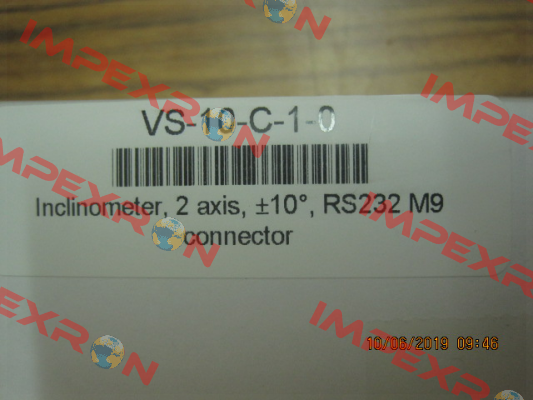 IMPEXRON
IMPEXRON
VS-10-C-1-0
IMPEXRON
Inclinometer, 2 axis, ±10°, RS232 M9
connector
IMPEXRON
IMPEXRON
10/06/2019 09:46